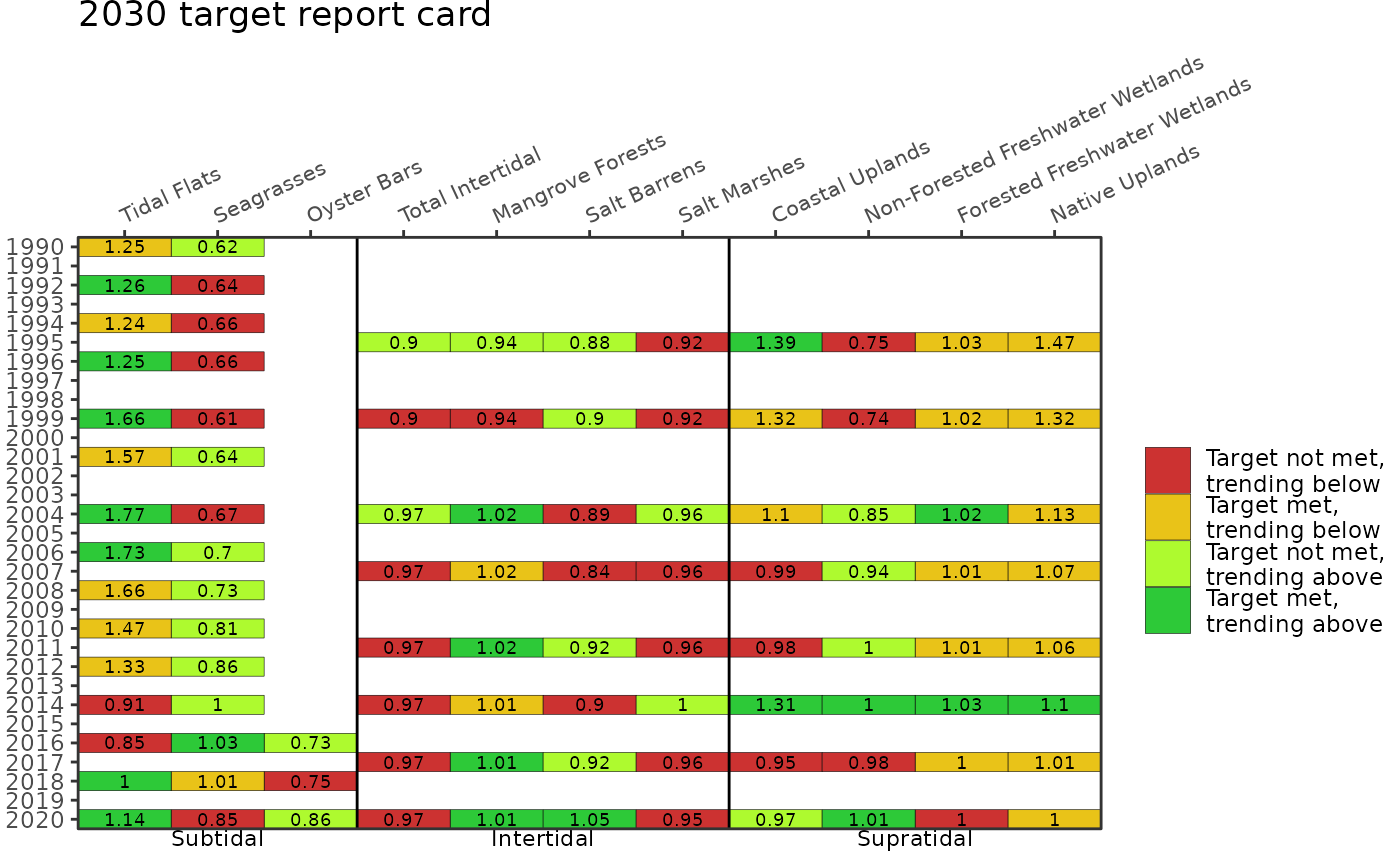 2030 target report card
Tidal Flats
Seagrasses
Oyster Bars
Total Intertidal
Mangrove Forests
Salt Barrens
Salt Marshes
Coastal Uplands
Non-Forested Freshwater Wetlands
Forested Freshwater Wetlands
Native Uplands
1990 1.25 0.62
1991
1992 1.26 0.64
1993
1994 1.24 0.66
1995 0.9 0.94 0.88 0.92 1.39 0.75 1.03 1.47
1996 1.25 0.66
1997
1998
1999 1.66 0.61 0.9 0.94 0.9 0.92 1.32 0.74 1.02 1.32
2000
2001 1.57 0.64
2002
2003
2004 1.77 0.67 0.97 1.02 0.89 0.96 1.1 0.85 1.02 1.13
2005
2006 1.73 0.7
2007 0.97 1.02 0.84 0.96 0.99 0.94 1.01 1.07
2008 1.66 0.73
2009
2010 1.47 0.81
2011 0.97 1.02 0.92 0.96 0.98 1 1.01 1.06
2012 1.33 0.86
2013
2014 0.91 1 0.97 1.01 0.9 1 1.31 1 1.03 1.1
2015
2016 0.85 1.03 0.73
2017 0.97 1.01 0.92 0.96 0.95 0.98 1 1.01
2018 1 1.01 0.75
2019
2020 1.14 0.85 0.86 0.97 1.01 1.05 0.95 0.97 1.01 1 1
Subtidal Intertidal Supratidal
Target not met,
trending below
Target met,
trending below
Target not met,
trending above
Target met,
trending above